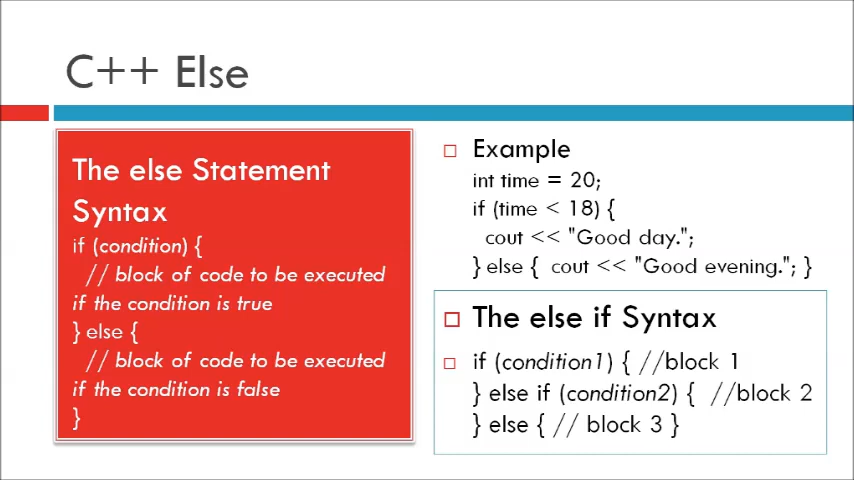 C++ Else
The else Statement
Syntax
if (condition) {
// block of code to be executed
if the condition is true
} else {
// block of code to be executed
if the condition is false
}
Example
int time = 20;
if (time < 18) {
cout << "Good day.";
} else { cout << "Good evening."; }
The else if Syntax
if (condition1) { //block 1
} else if (condition2) { //block 2
} else { // block 3 }